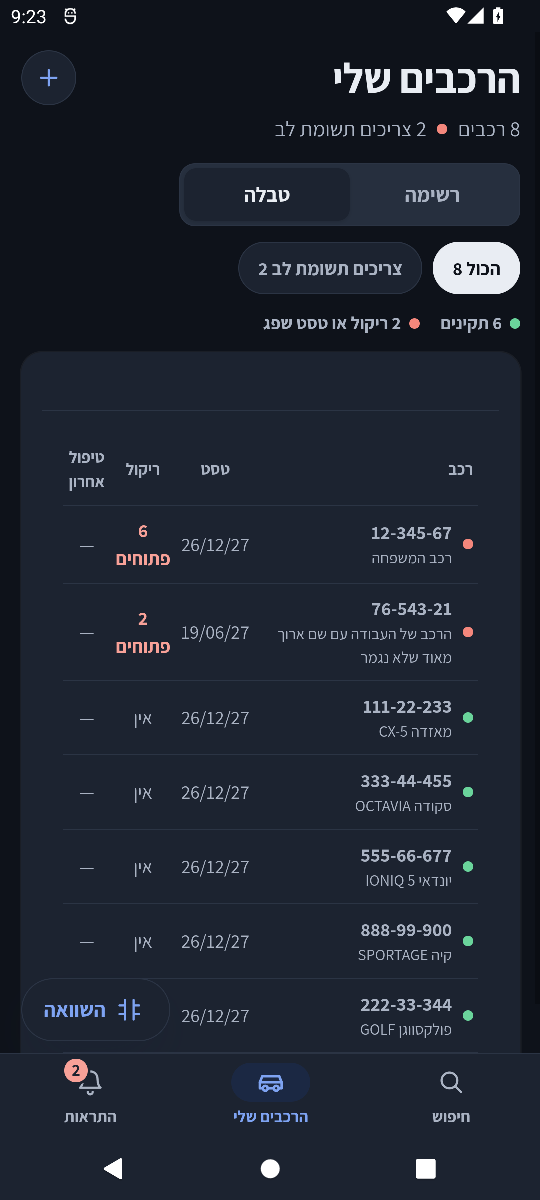 9:23
הרכבים שלי
8 רכבים 2 צריכים תשומת לב
רשימה טבלה
הכול 8 צריכים תשומת לב 2
6 תקינים 2 ריקול או טסט שפג
רכב טסט ריקול טיפול אחרון
12-345-67
רכב המשפחה
26/12/27
6 פתוחים
—
76-543-21
הרכב של העבודה עם שם ארוך
מאוד שלא נגמר
19/06/27
2 פתוחים
—
111-22-233
מאזדה CX-5
26/12/27
אין
—
333-44-455
סקודה OCTAVIA
26/12/27
אין
—
555-66-677
יונדאי IONIQ 5
26/12/27
אין
—
888-99-900
קיה SPORTAGE
26/12/27
אין
—
222-33-344
פולקסווגן GOLF
26/12/27
השוואה
חיפוש
הרכבים שלי
2
התראות